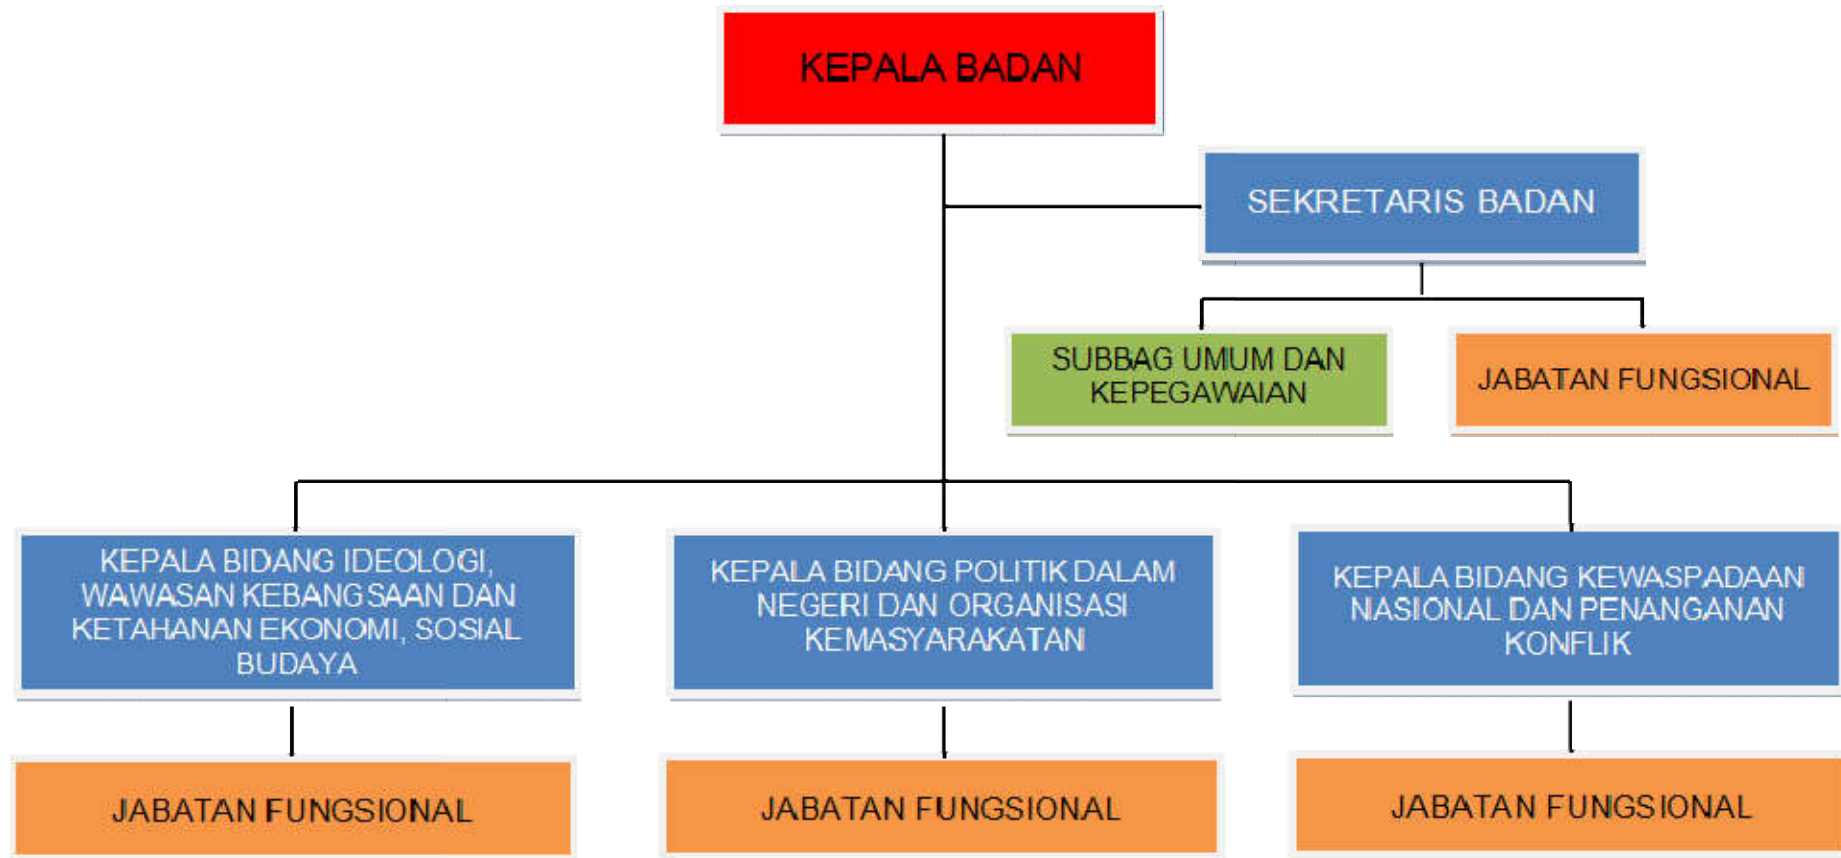 KEPALA BADAN
SEKRETARIS BADAN
SUBBAG UMUM DAN
KEPEGAWAIAN
JABATAN FUNGSIONAL
KEPALA BIDANG IDEOLOGI,
WAWASAN KEBANGSAAN DAN
KETAHANAN EKONOMI, SOSIAL
BUDAYA
KEPALA BIDANG POLITIK DALAM
NEGERI DAN ORGANISASI
KEMASYARAKATAN
KEPALA BIDANG KEWASPADAAN
NASIONAL DAN PENANGANAN
KONFLIK
JABATAN FUNGSIONAL
JABATAN FUNGSIONAL
JABATAN FUNGSIONAL